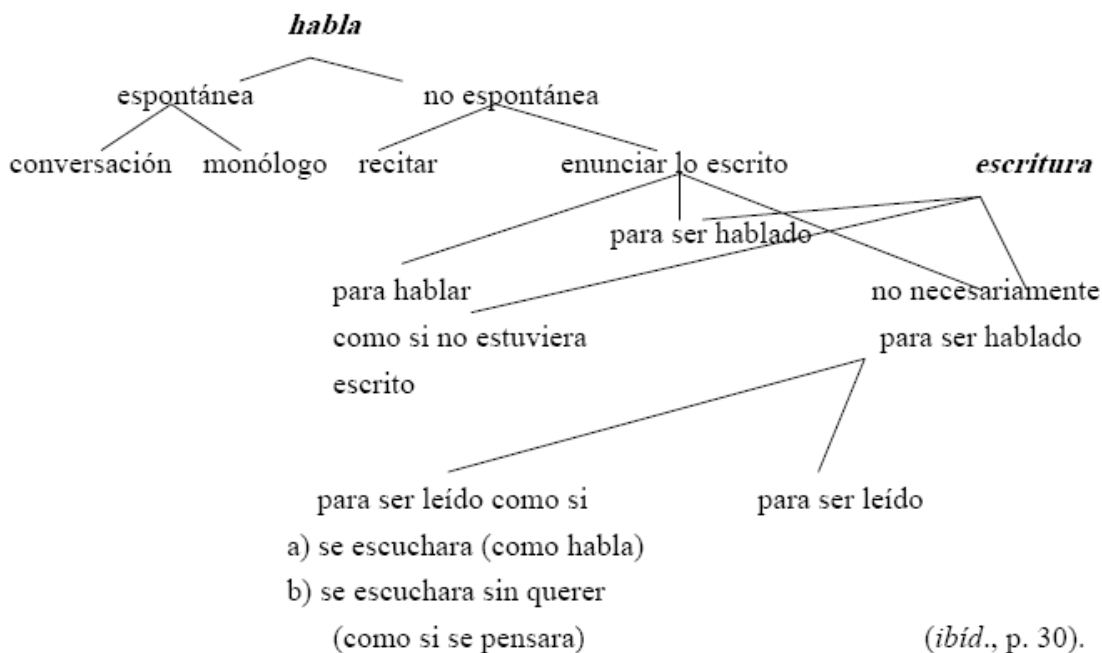 habla
espontánea no espontánea
conversación monólogo recitar enunciar lo escrito escritura
para ser hablado
para hablar no necesariamente
como si no estuviera para ser hablado
escrito
para ser leído como si para ser leído
a) se escuchara (como habla)
b) se escuchara sin querer
(como si se pensara) (ibíd., p. 30).